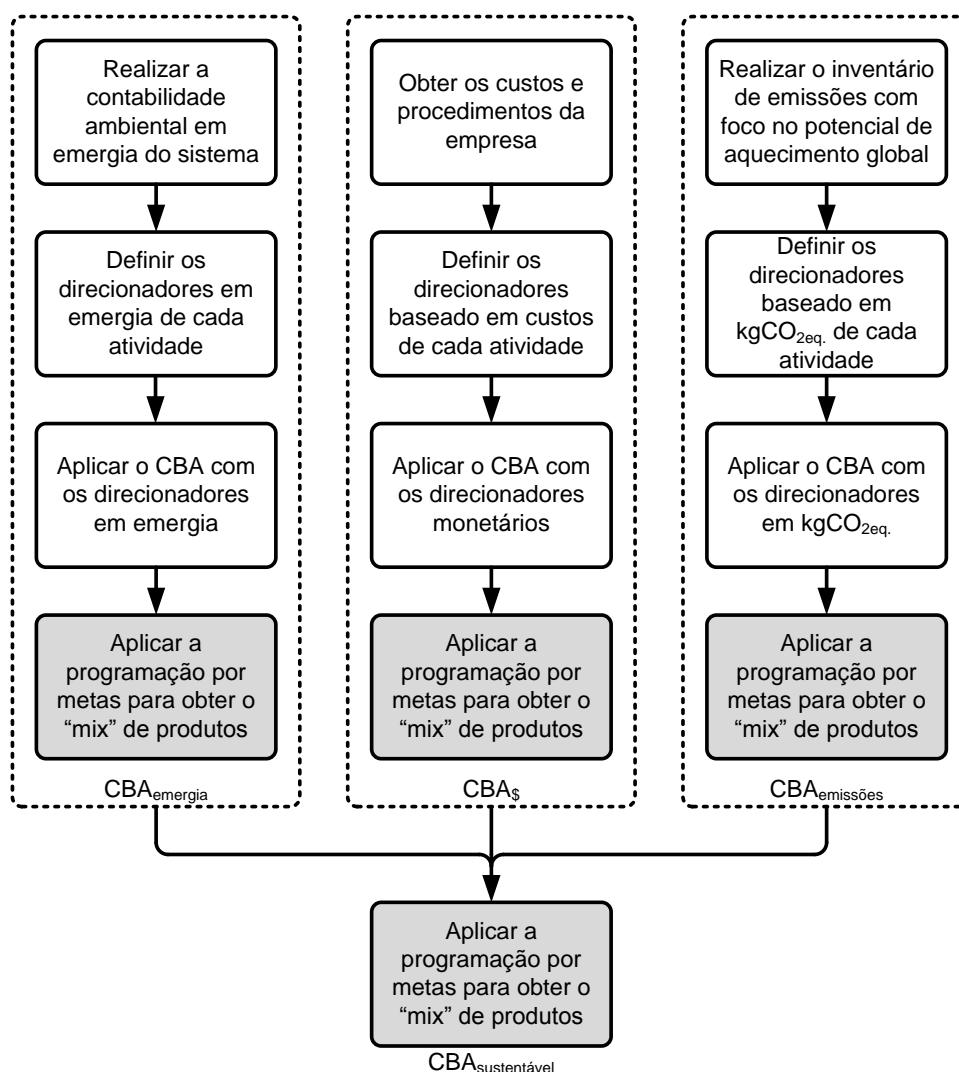 Realizar a
contabilidade
ambiental em
emergia do sistema
Definir os
direcionadores em
emergia de cada
atividade
Aplicar o CBA com
os direcionadores
em emergia
Aplicar a
programação por
metas para obter o
“mix” de produtos
CBAemergia
Obter os custos e
procedimentos da
empresa
Definir os
direcionadores
baseado em custos
de cada atividade
Aplicar o CBA com
os direcionadores
monetários
Aplicar a
programação por
metas para obter o
“mix” de produtos
CBA$
Realizar o inventário
de emissões com
foco no potencial de
aquecimento global
Definir os
direcionadores
baseado em
kgCO2eq. de cada
atividade
Aplicar o CBA com
os direcionadores
em kgCO2eq.
Aplicar a
programação por
metas para obter o
“mix” de produtos
CBAemissões
Aplicar a
programação por
metas para obter o
“mix” de produtos
CBAsustentável